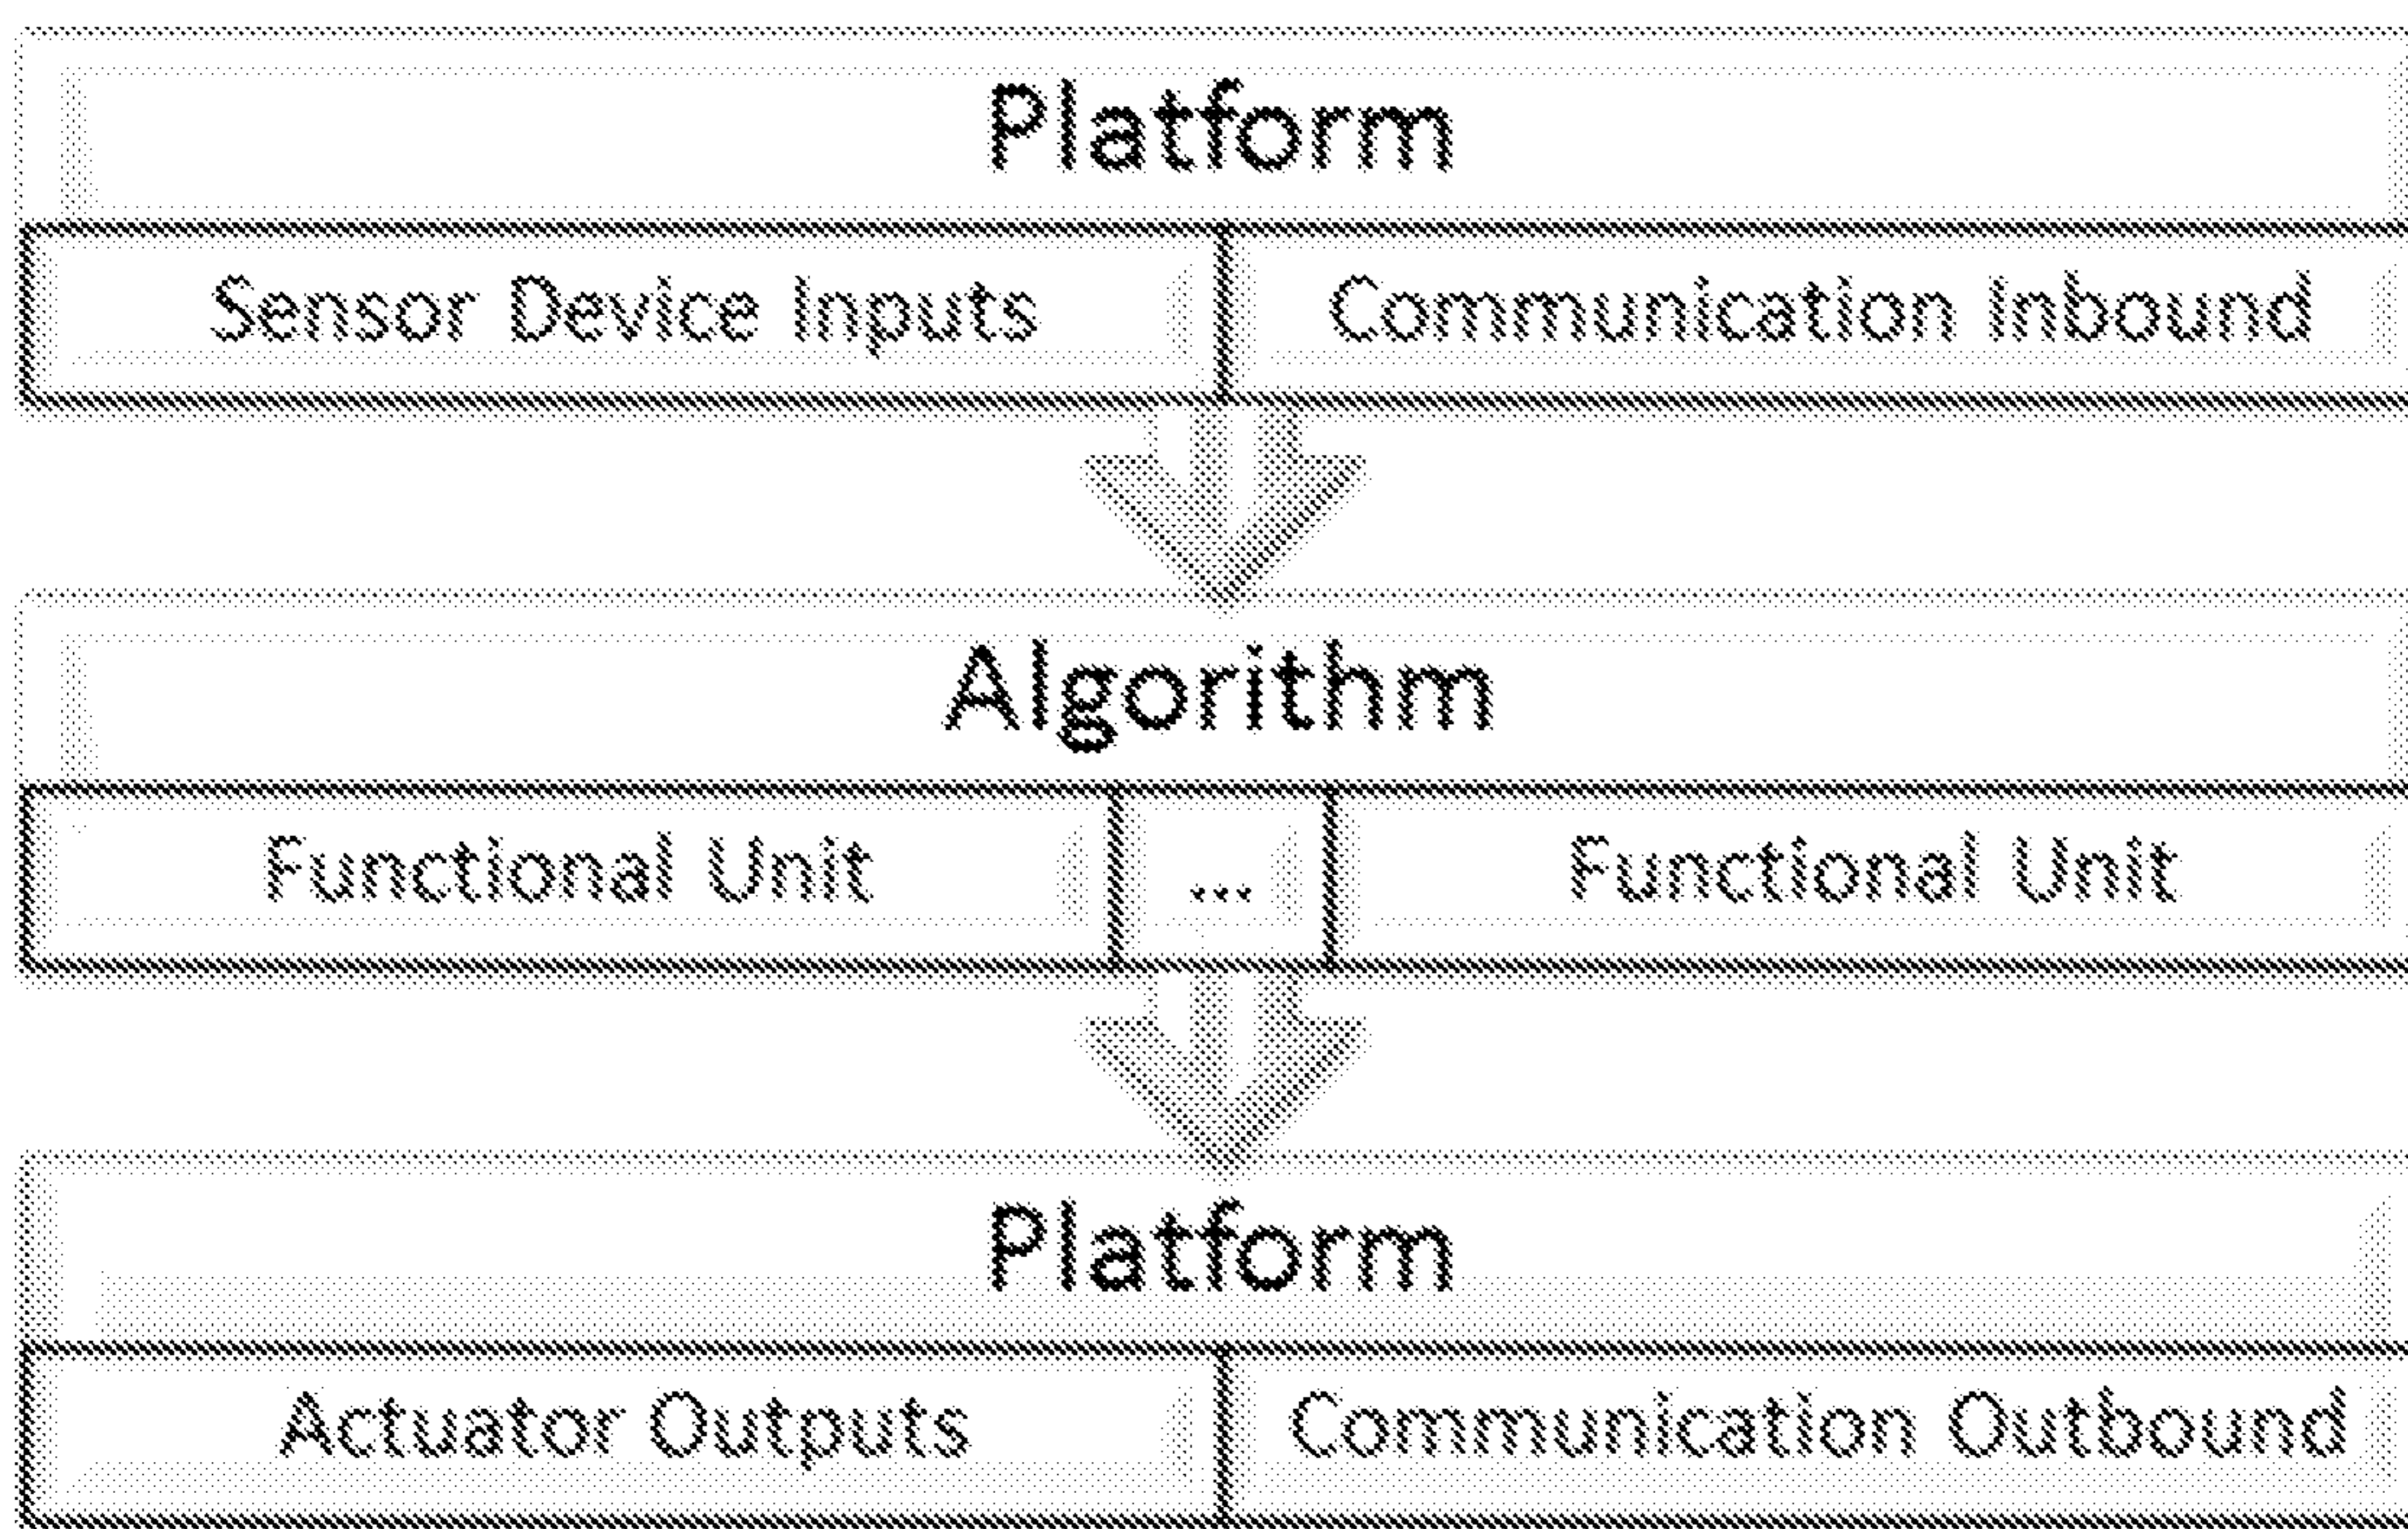 Platform
Sensor Device Inputs Communication Inbound
Algorithm
Functional Unit ... Functional Unit
Platform
Actuator Outputs Communication Outbound